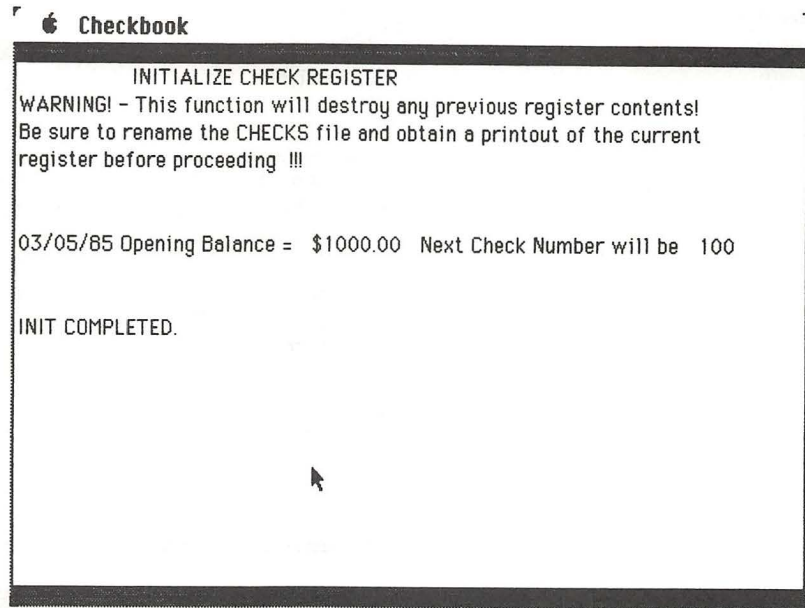 Checkbook
INITIALIZE CHECK REGISTER
WARNING! - This function will destroy any previous register contents!
Be sure to rename the CHECKS file and obtain a printout of the current
register before proceeding !!!
03/05/85 Opening Balance = $1000.00 Next Check Number will be 100
INIT COMPLETED.